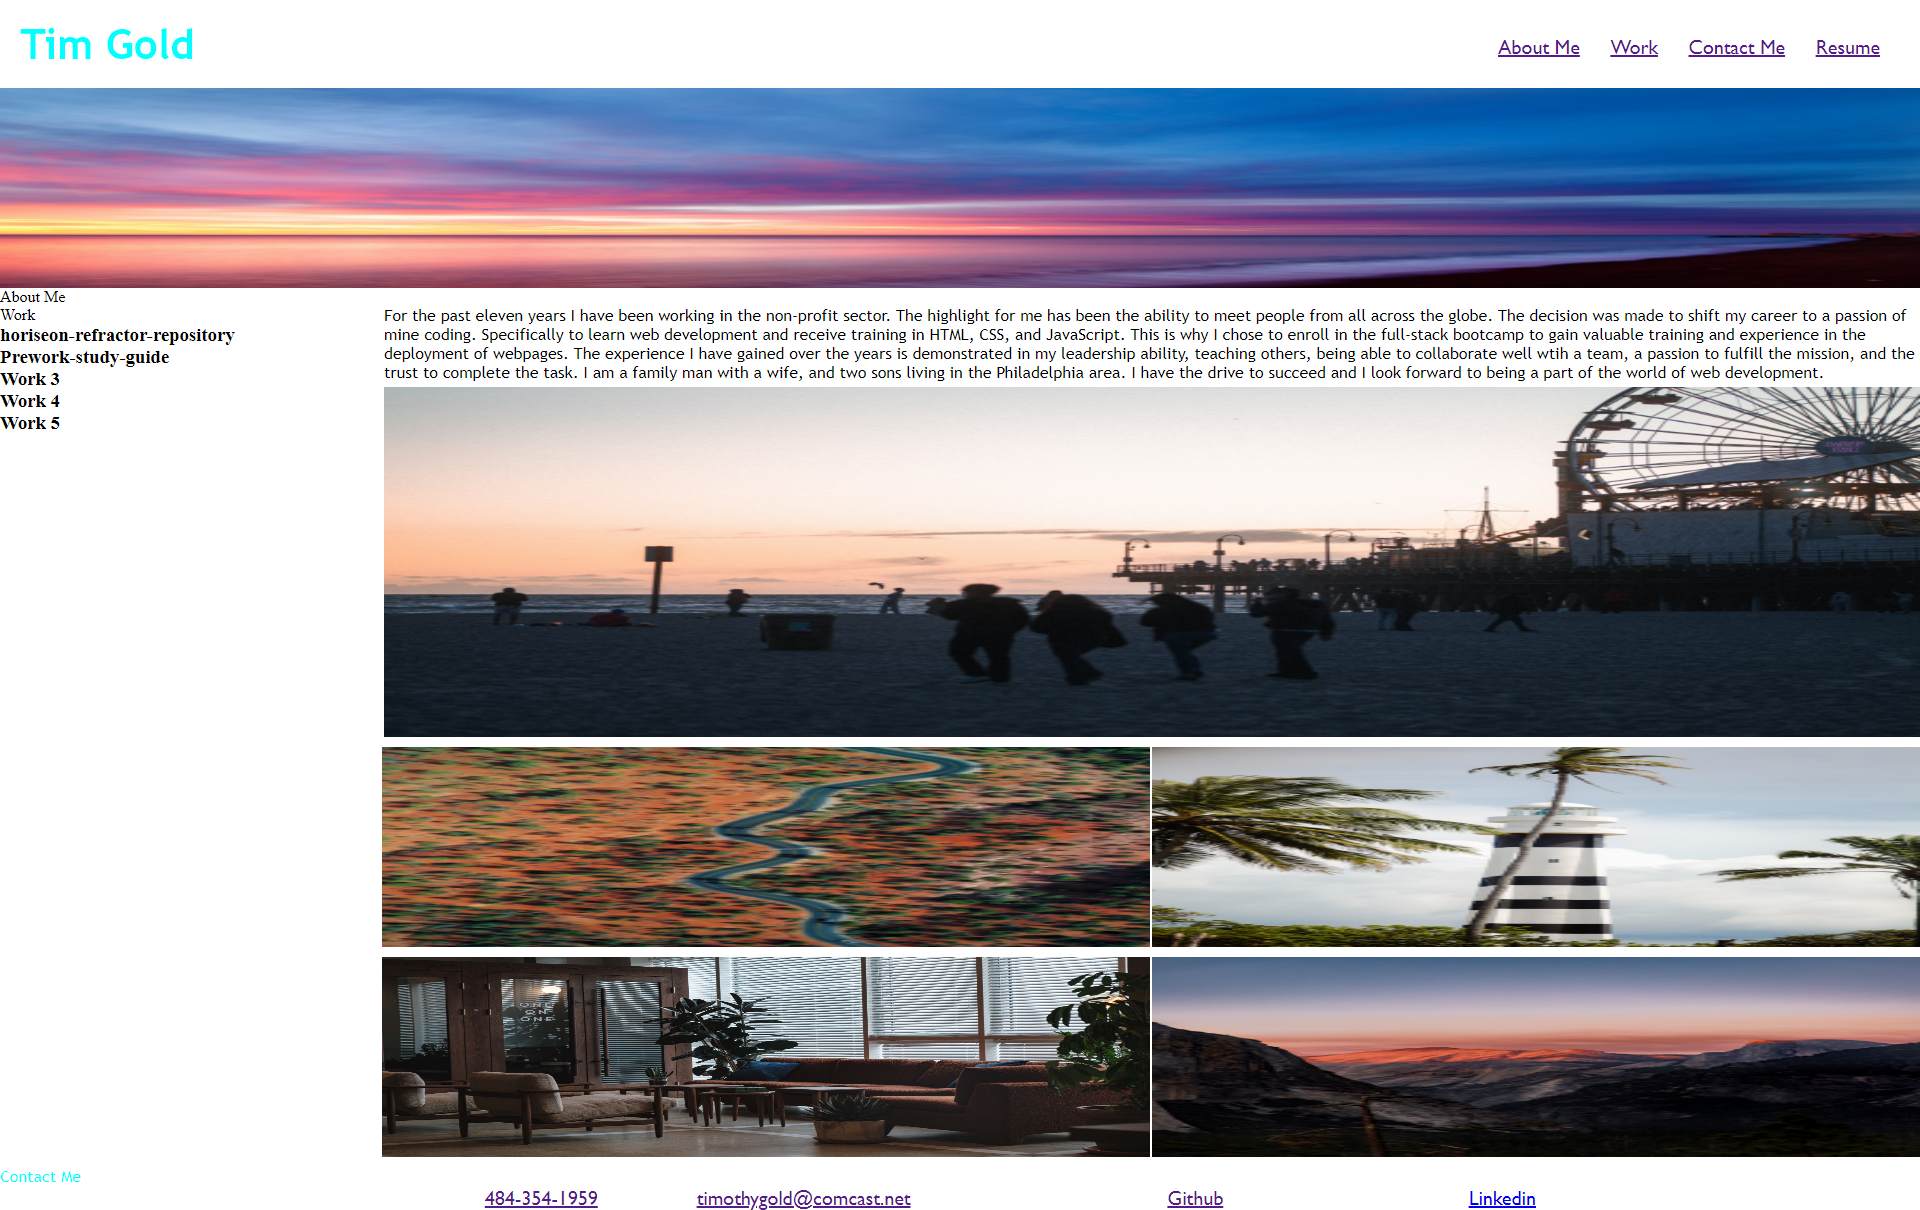 Tim Gold
About Me Work Contact Me Resume
About Me
Work
horiseon-refractor-repository
Prework-study-guide
Work 3
Work 4
Work 5
For the past eleven years I have been working in the non-profit sector. The highlight for me has been the ability to meet people from all across the globe. The decision was made to shift my career to a passion of
mine coding. Specifically to learn web development and receive training in HTML, CSS, and JavaScript. This is why I chose to enroll in the full-stack bootcamp to gain valuable training and experience in the
deployment of webpages. The experience I have gained over the years is demonstrated in my leadership ability, teaching others, being able to collaborate well wtih a team, a passion to fulfill the mission, and the
trust to complete the task. I am a family man with a wife, and two sons living in the Philadelphia area. I have the drive to succeed and I look forward to being a part of the world of web development.
ONE
ON
ONE
Contact Me
484-354-1959 timothygold@comcast.net Github Linkedin